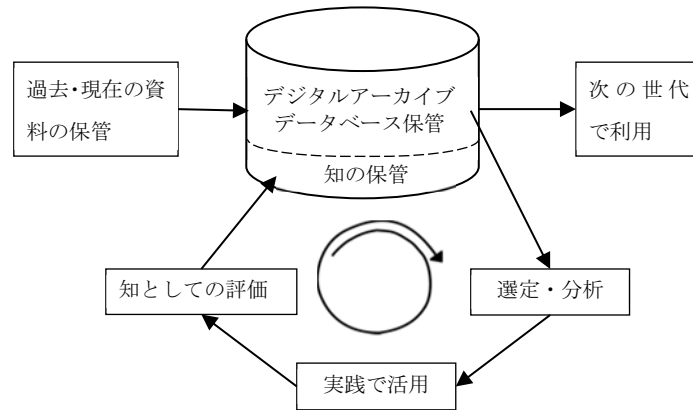 過去・現在の資
料の保管
デジタルアーカイブ
データベース保管
知の保管
次の世代
で利用
知としての評価
選定・分析
実践で活用